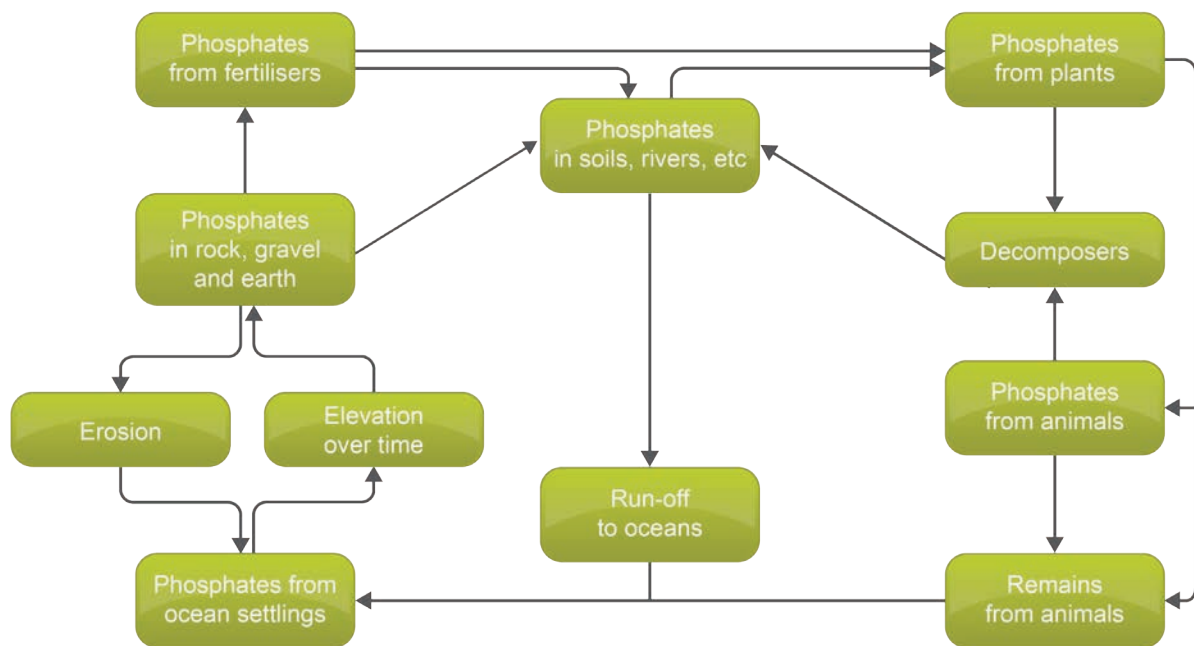 Phosphates
from fertilisers
Phosphates
from plants
Phosphates
in soils, rivers, etc
Phosphates
in rock, gravel
and earth
Decomposers
Erosion
Elevation
over time
Phosphates
from animals
Run-off
to oceans
Phosphates from
ocean settlings
Remains
from animals